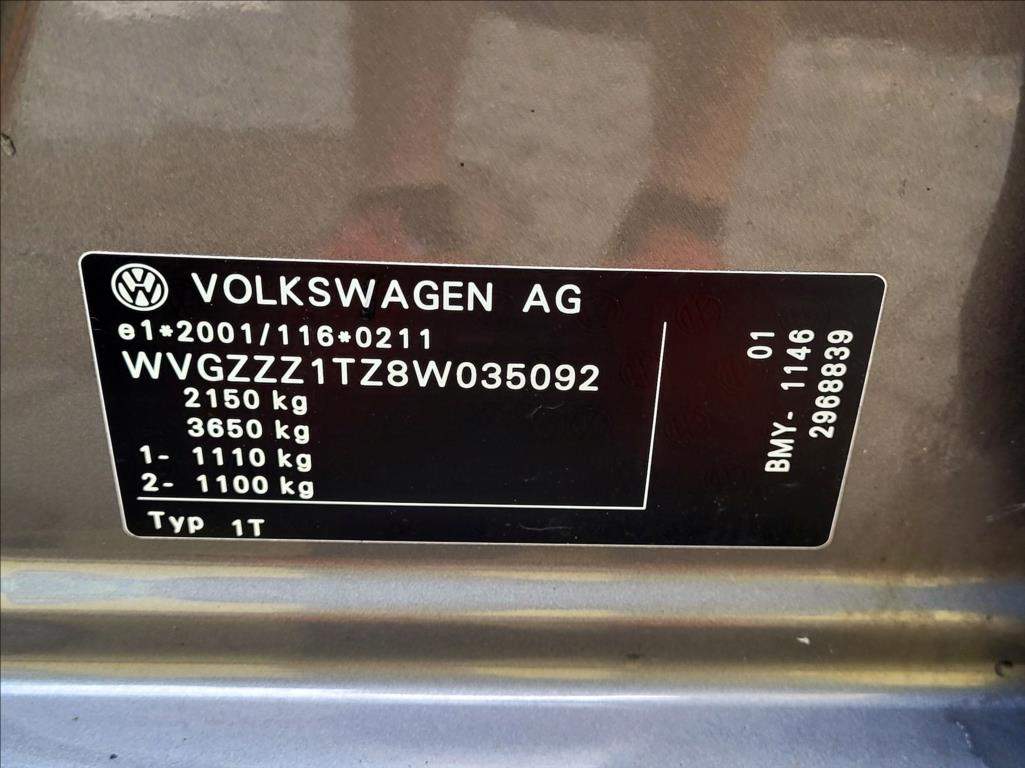 VOLKSWAGEN AG
e1*2001/116*0211
WVGZZZ1TZ8W035092
2150 kg
3650 kg
1- 1110 kg
2- 1100 kg
Typ 1T
01
BMY- 1146
2968839